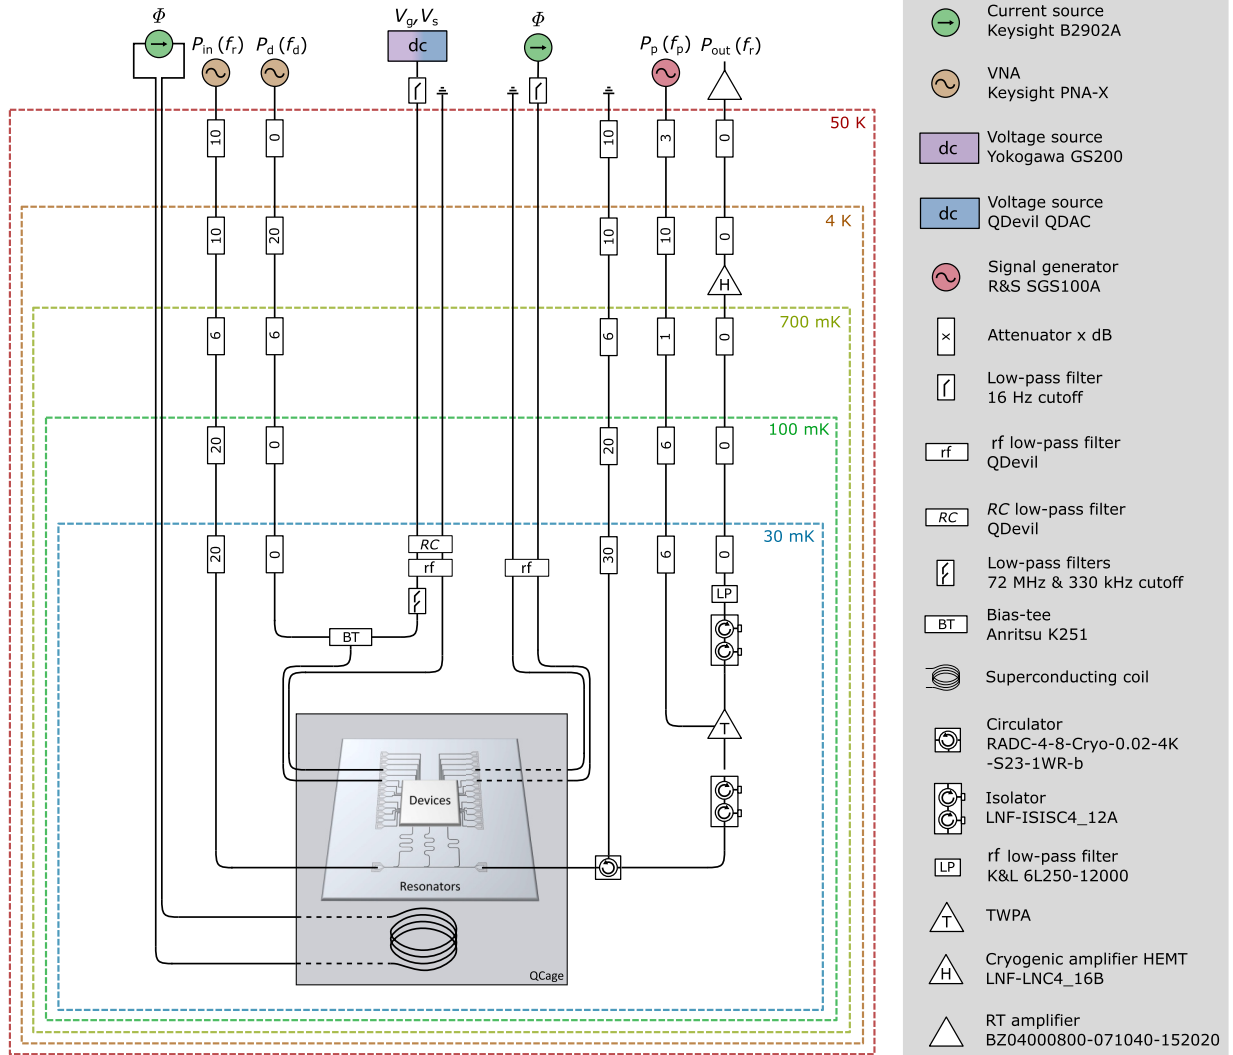 Φ
P_in (f_r)
P_d (f_d)
V_g, V_s
dc
Φ
P_p (f_p)
P_out (f_r)
50 K
10
0
10
3
0
4 K
10
20
10
10
0
H
700 mK
6
6
6
1
0
100 mK
20
0
20
6
0
30 mK
20
0
RC
rf
rf
30
6
0
LP
BT
T
Devices
Resonators
QCage
Current source
Keysight B2902A
VNA
Keysight PNA-X
dc
Voltage source
Yokogawa GS200
dc
Voltage source
QDevil QDAC
Signal generator
R&S SGS100A
x
Attenuator x dB
Low-pass filter
16 Hz cutoff
rf
rf low-pass filter
QDevil
RC
RC low-pass filter
QDevil
Low-pass filters
72 MHz & 330 kHz cutoff
BT
Bias-tee
Anritsu K251
Superconducting coil
Circulator
RADC-4-8-Cryo-0.02-4K
-S23-1WR-b
Isolator
LNF-ISISC4_12A
LP
rf low-pass filter
K&L 6L250-12000
T
TWPA
H
Cryogenic amplifier HEMT
LNF-LNC4_16B
RT amplifier
BZ04000800-071040-152020